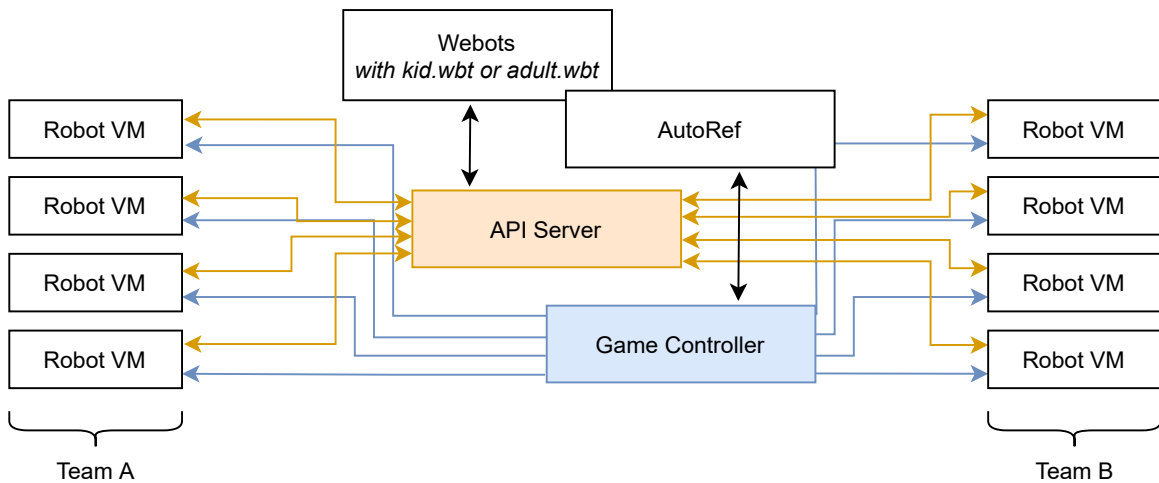 Webots
with kid.wbt or adult.wbt
AutoRef
Robot VM
Robot VM
Robot VM
Robot VM
API Server
Game Controller
Robot VM
Robot VM
Robot VM
Robot VM
Team A
Team B